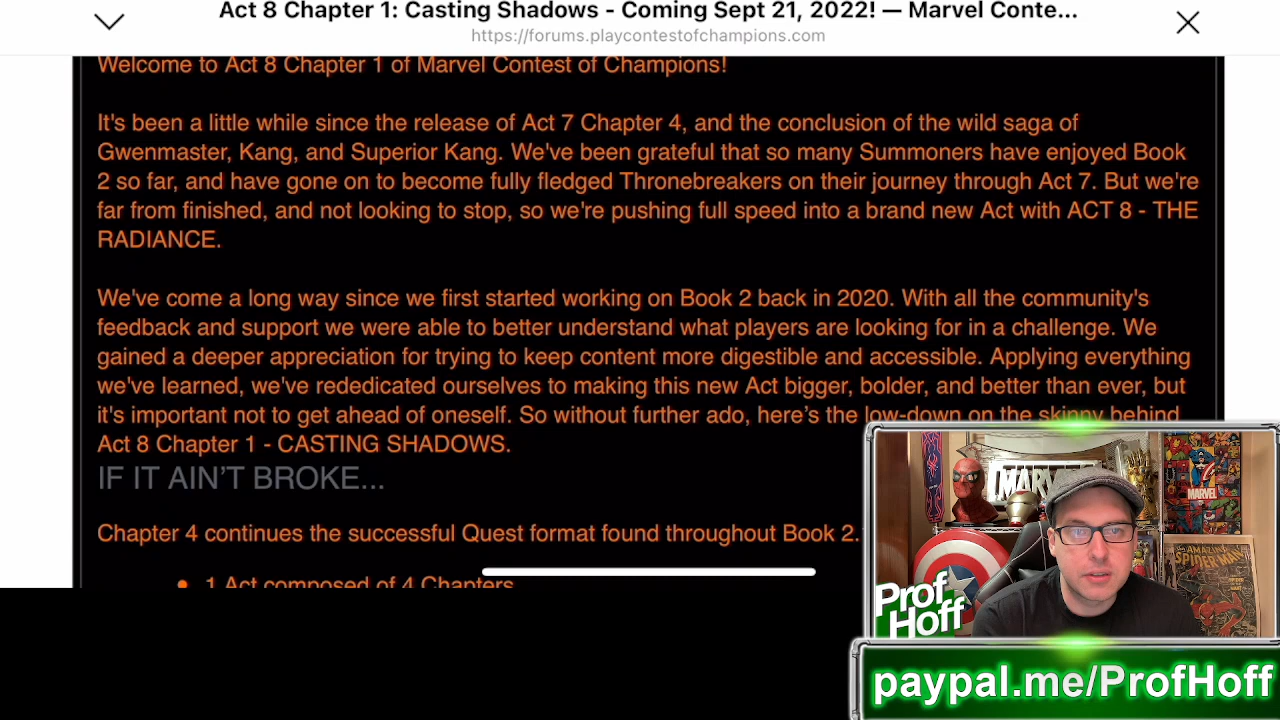 Act 8 Chapter 1: Casting Shadows - Coming Sept 21, 2022! — Marvel Conte...
https://forums.playcontestofchampions.com
Welcome to Act 8 Chapter 1 of Marvel Contest of Champions!
It's been a little while since the release of Act 7 Chapter 4, and the conclusion of the wild saga of
Gwenmaster, Kang, and Superior Kang. We've been grateful that so many Summoners have enjoyed Book
2 so far, and have gone on to become fully fledged Thronebreakers on their journey through Act 7. But we're
far from finished, and not looking to stop, so we're pushing full speed into a brand new Act with ACT 8 - THE
RADIANCE.
We've come a long way since we first started working on Book 2 back in 2020. With all the community's
feedback and support we were able to better understand what players are looking for in a challenge. We
gained a deeper appreciation for trying to keep content more digestible and accessible. Applying everything
we've learned, we've rededicated ourselves to making this new Act bigger, bolder, and better than ever, but
it's important not to get ahead of oneself. So without further ado, here’s the low-down on the skinny behind
Act 8 Chapter 1 - CASTING SHADOWS.
IF IT AIN’T BROKE...
Chapter 4 continues the successful Quest format found throughout Book 2.
1 Act composed of 4 Chapters
MARVEL
MARVEL
AMAZING
SPIDER-MAN
Prof
Hoff
paypal.me/ProfHoff